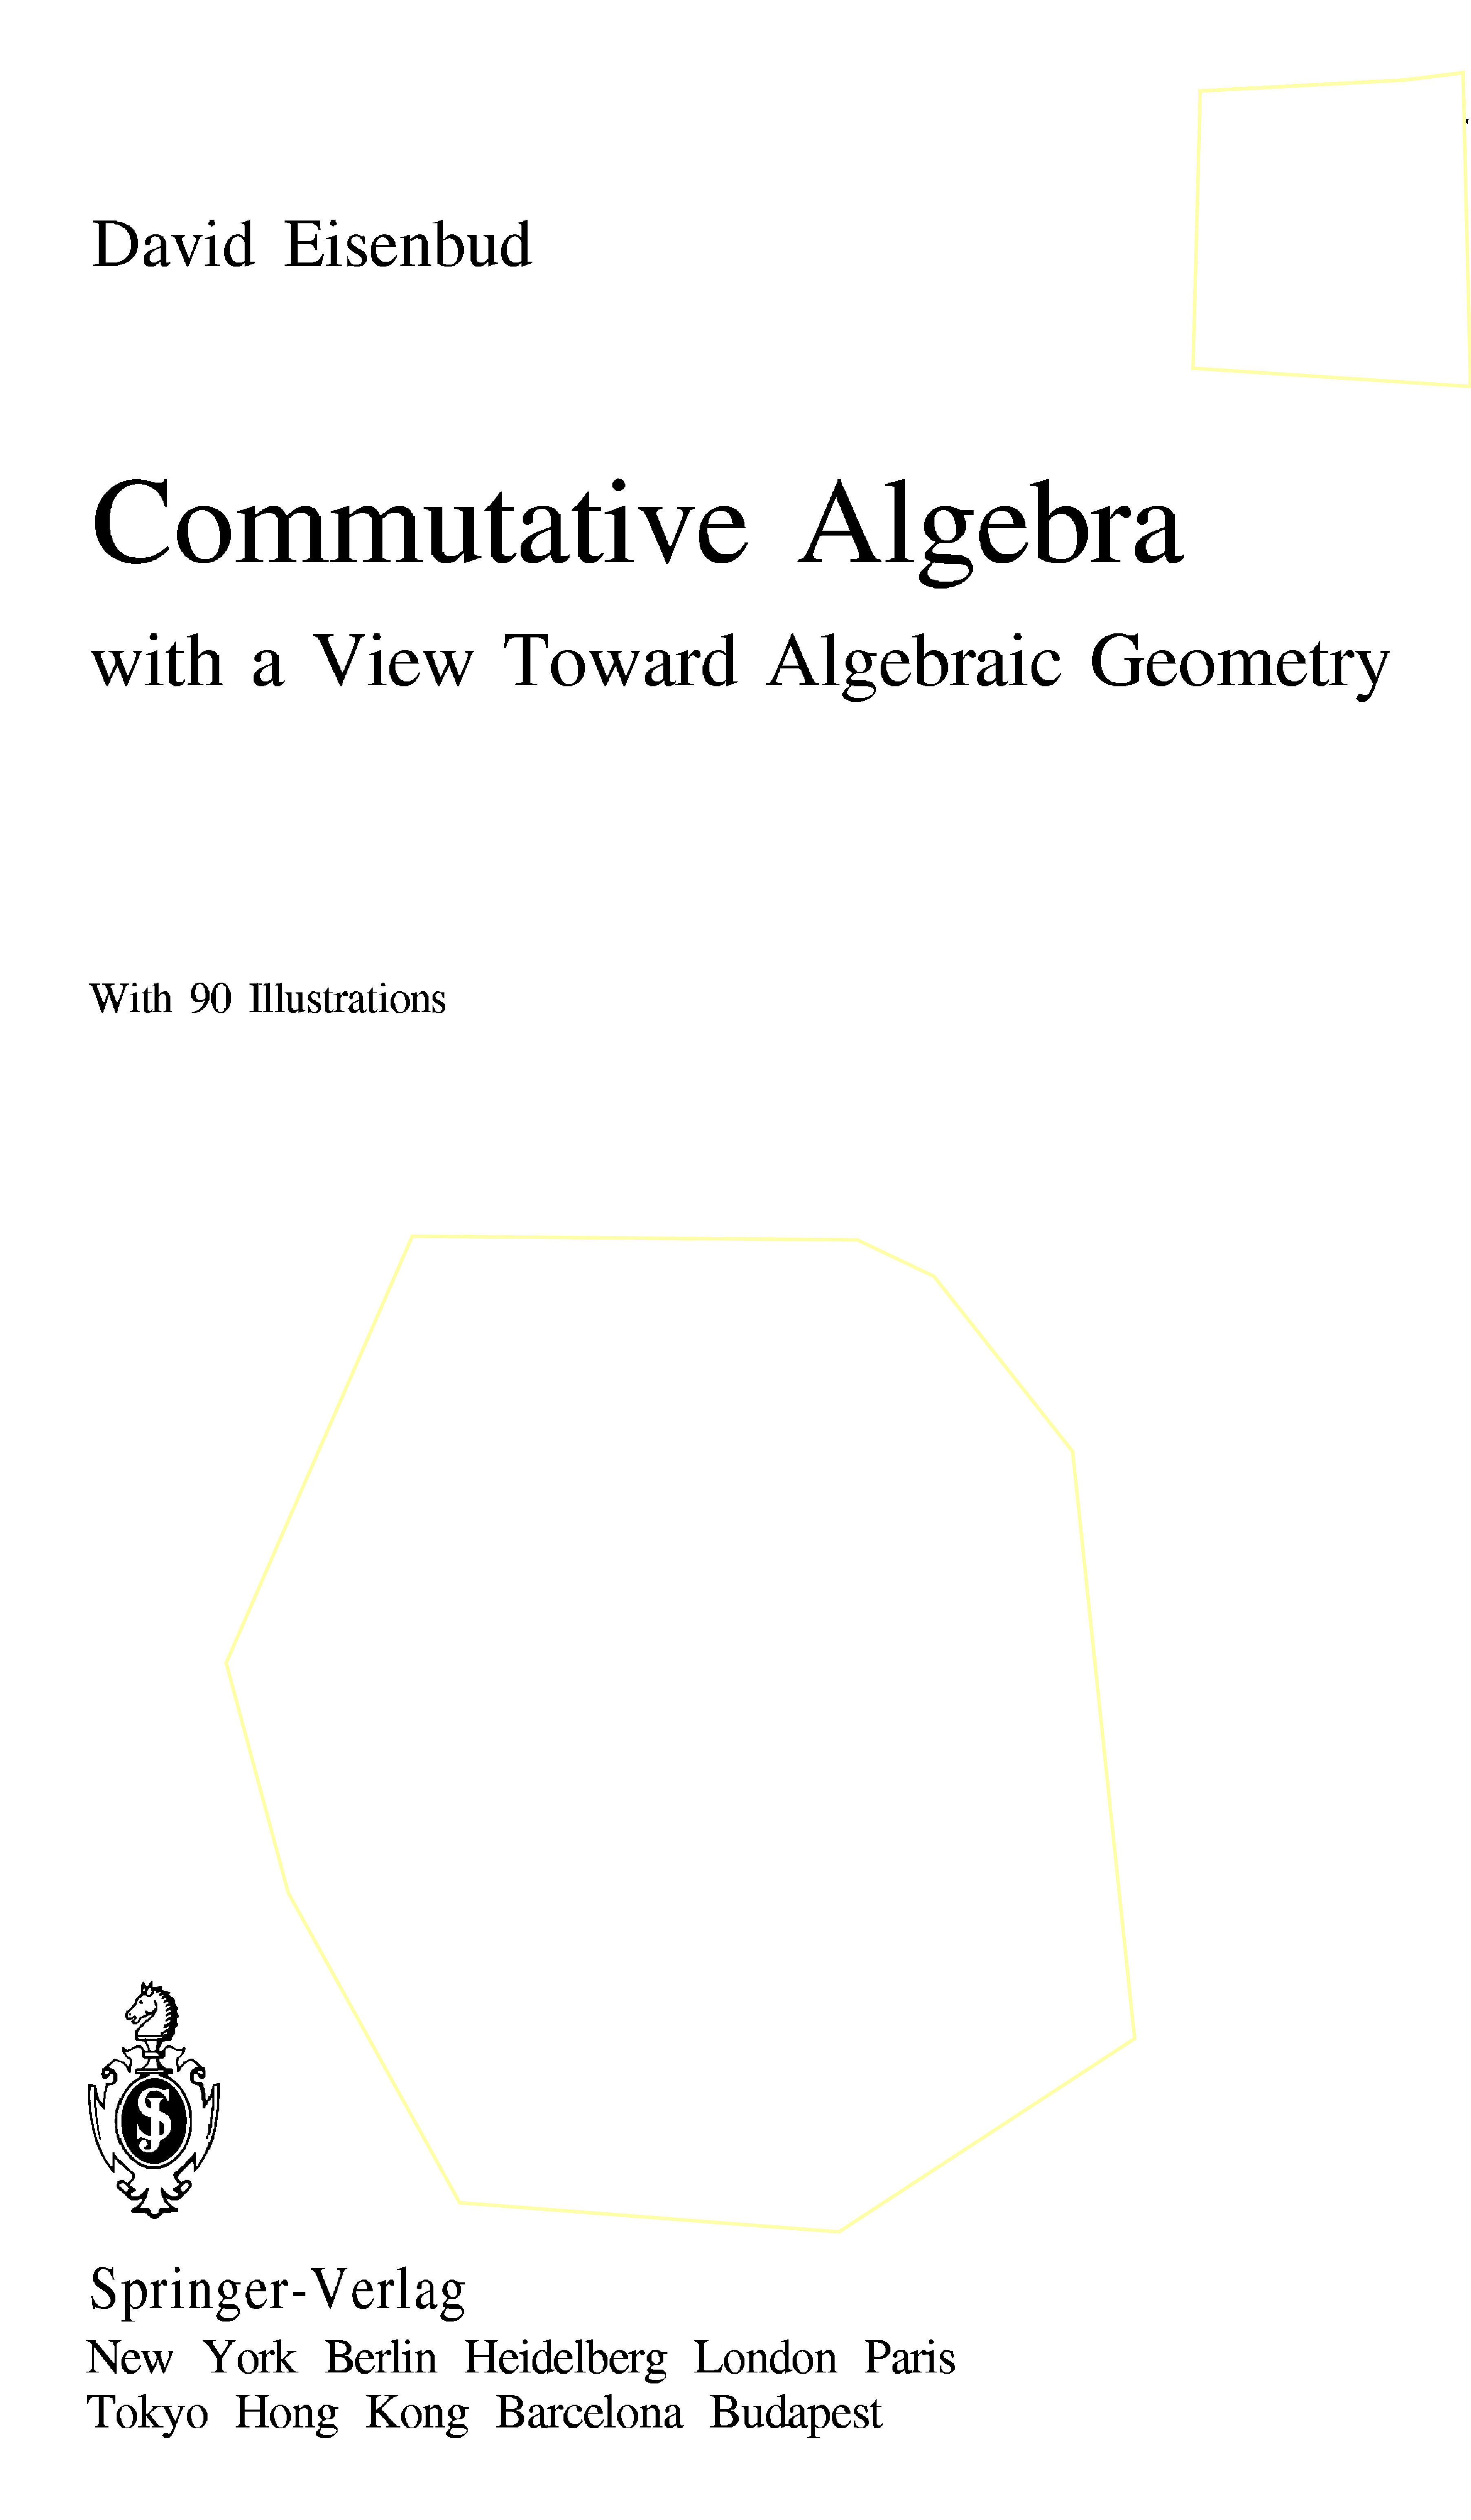 David Eisenbud
Commutative Algebra
with a View Toward Algebraic Geometry
With 90 Illustrations
Springer-Verlag
New York Berlin Heidelberg London Paris
Tokyo Hong Kong Barcelona Budapest